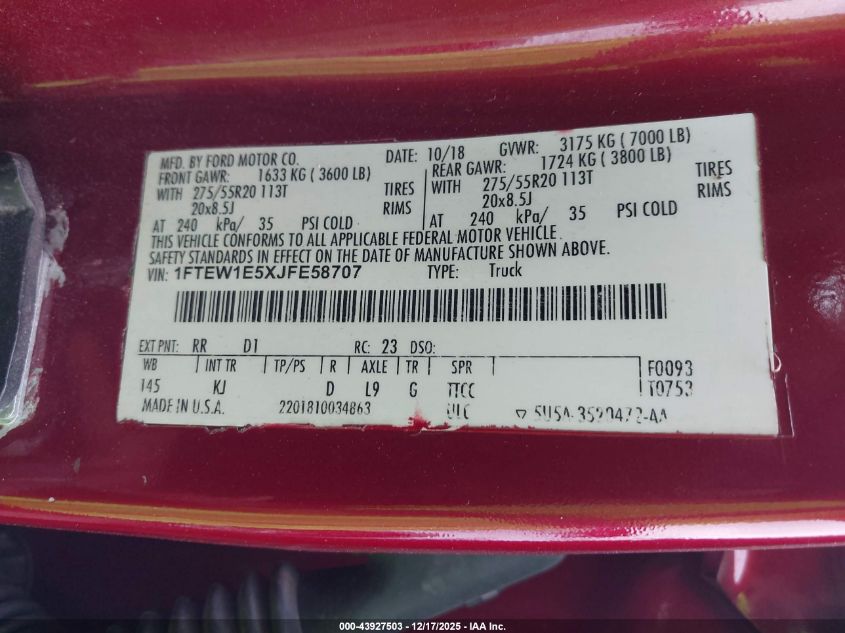 MFD. BY FORD MOTOR CO. DATE: 10/18 GVWR: 3175 KG ( 7000 LB)
FRONT GAWR: 1633 KG ( 3600 LB) REAR GAWR: 1724 KG ( 3800 LB)
WITH 275/55R20 113T TIRES WITH 275/55R20 113T TIRES
20x8.5J RIMS 20x8.5J RIMS
AT 240 kPa/ 35 PSI COLD AT 240 kPa/ 35 PSI COLD
THIS VEHICLE CONFORMS TO ALL APPLICABLE FEDERAL MOTOR VEHICLE
SAFETY STANDARDS IN EFFECT ON THE DATE OF MANUFACTURE SHOWN ABOVE.
VIN: 1FTEW1E5XJFE58707 TYPE: Truck
EXT PNT: RR D1 RC: 23 DSO:
WB INT TR TP/PS R AXLE TR SPR F0093
145 KJ D L9 G TTCC T0753
MADE IN U.S.A. 2201810034863 ULC
000-43927503 - 12/17/2025 - IAA Inc.